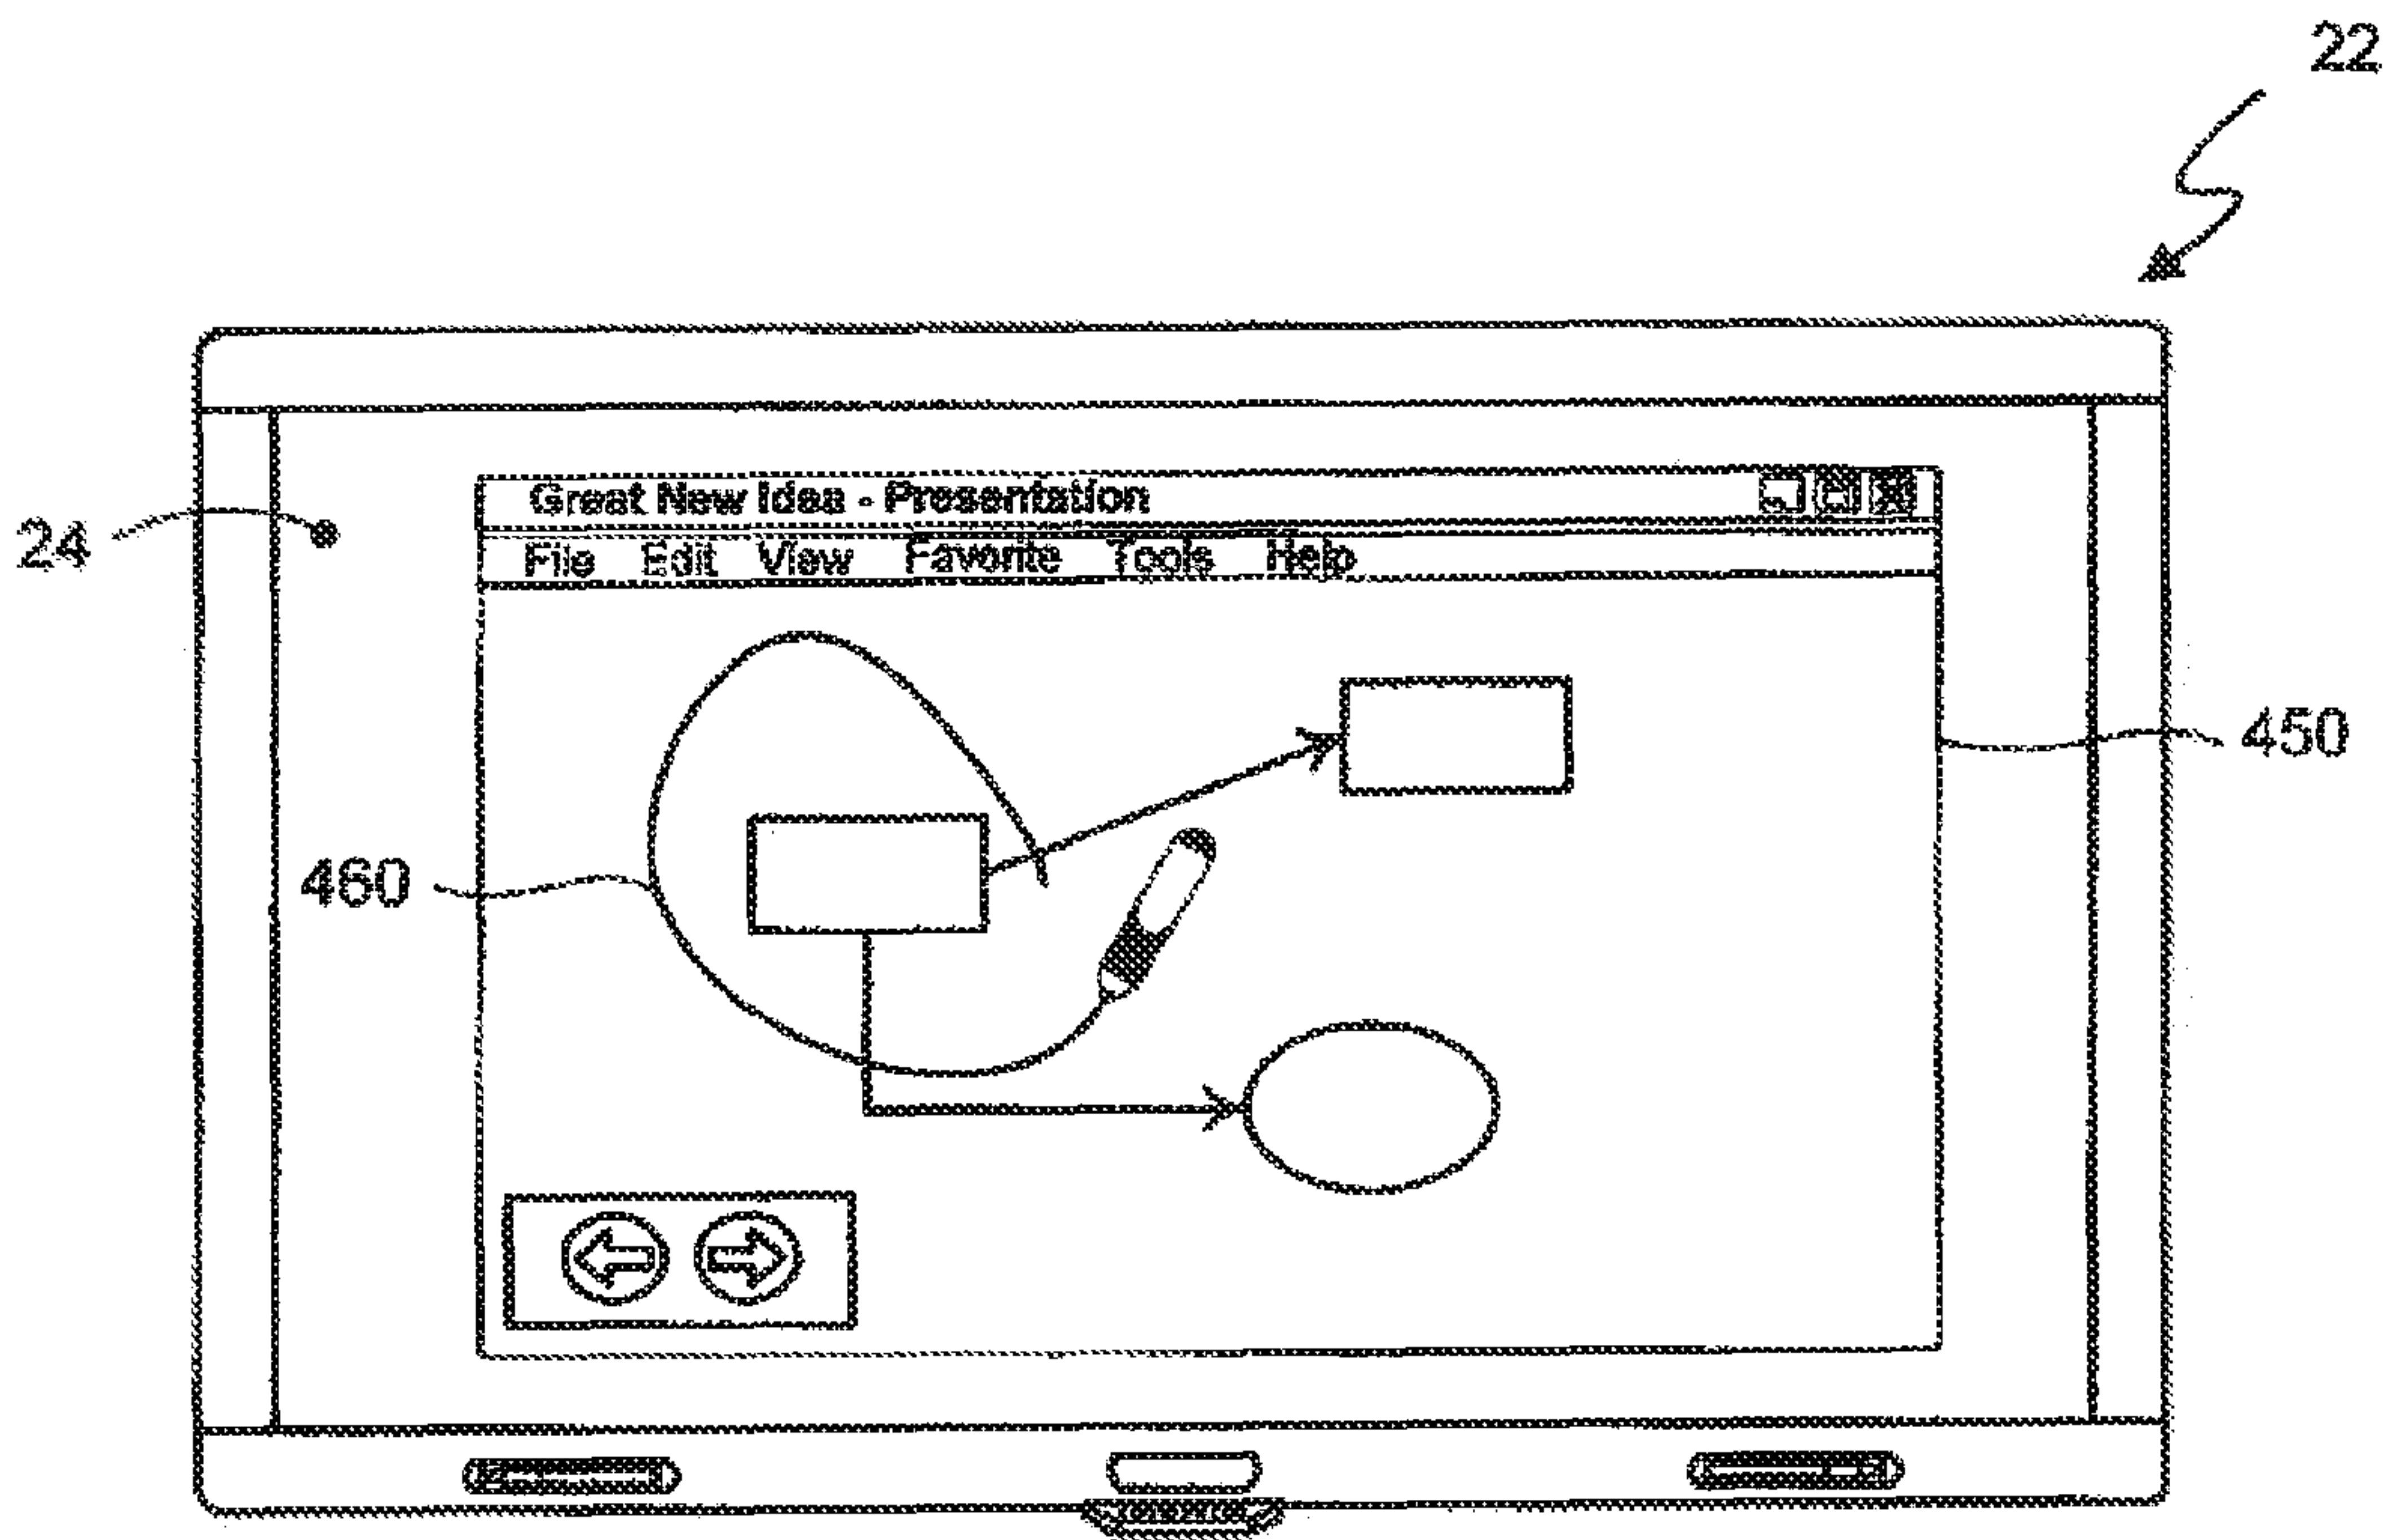 22
Great New Idea - Presentation
24
File Edit View Favorite Tools Help
450
460